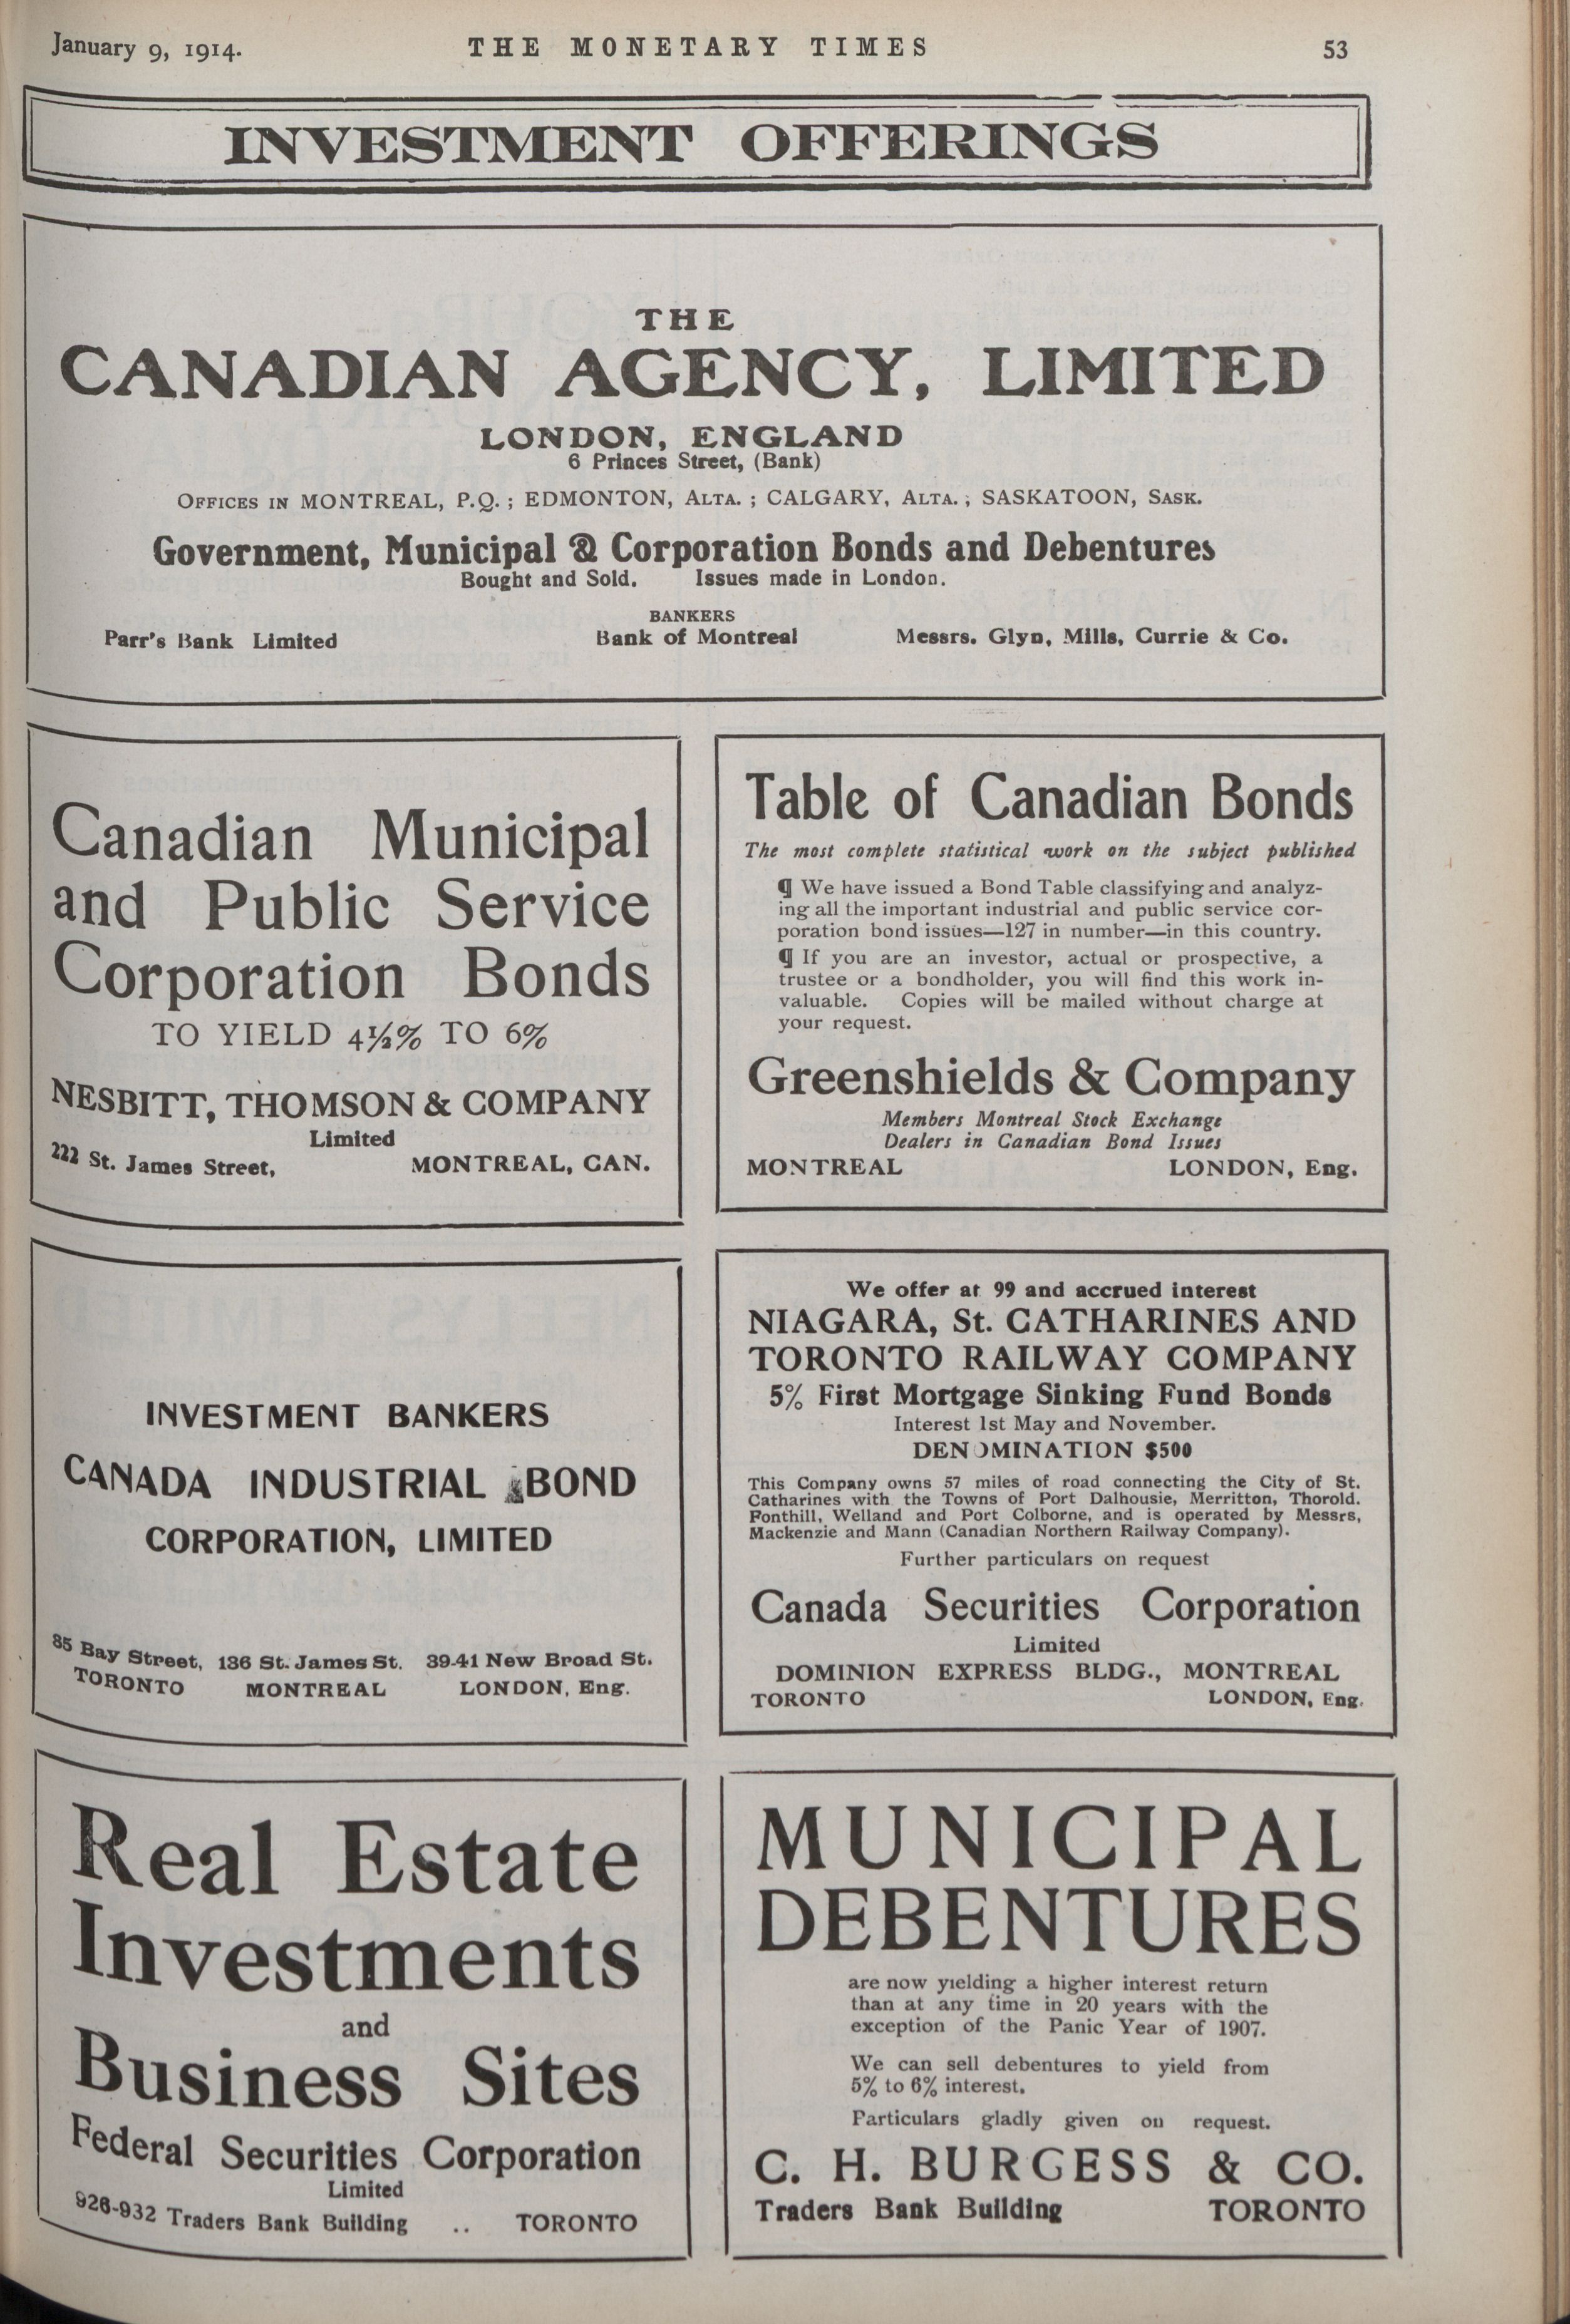 January 9, 1914.
THE MONETARY TIMES
53
INVESTMENT OFFERINGS
THE
CANADIAN AGENCY, LIMITED
LONDON, ENGLAND
6 Princes Street, (Bank)
OFFICES IN MONTREAL, P.Q. ; EDMONTON, ALTA. ; CALGARY, ALTA. ; SASKATOON, SASK.
Government, Municipal & Corporation Bonds and Debentures
Bought and Sold. Issues made in London.
BANKERS
Parr's Bank Limited Bank of Montreal Messrs. Glyn, Mills, Currie & Co.
Canadian Municipal
and Public Service
Corporation Bonds
TO YIELD 4½% TO 6%
NESBITT, THOMSON & COMPANY
Limited
222 St. James Street, MONTREAL, CAN.
Table of Canadian Bonds
The most complete statistical work on the subject published
¶ We have issued a Bond Table classifying and analyz-
ing all the important industrial and public service cor-
poration bond issues—127 in number—in this country.
¶ If you are an investor, actual or prospective, a
trustee or a bondholder, you will find this work in-
valuable. Copies will be mailed without charge at
your request.
Greenshields & Company
Members Montreal Stock Exchange
Dealers in Canadian Bond Issues
MONTREAL LONDON, Eng.
INVESTMENT BANKERS
CANADA INDUSTRIAL BOND
CORPORATION, LIMITED
85 Bay Street, 136 St. James St. 39-41 New Broad St.
TORONTO MONTREAL LONDON, Eng.
We offer at 99 and accrued interest
NIAGARA, St. CATHARINES AND
TORONTO RAILWAY COMPANY
5% First Mortgage Sinking Fund Bonds
Interest 1st May and November.
DENOMINATION $500
This Company owns 57 miles of road connecting the City of St.
Catharines with the Towns of Port Dalhousie, Merritton, Thorold.
Fonthill, Welland and Port Colborne, and is operated by Messrs,
Mackenzie and Mann (Canadian Northern Railway Company).
Further particulars on request
Canada Securities Corporation
Limited
DOMINION EXPRESS BLDG., MONTREAL
TORONTO LONDON, Eng.
Real Estate
Investments
and
Business Sites
Federal Securities Corporation
Limited
926-932 Traders Bank Building .. TORONTO
MUNICIPAL
DEBENTURES
are now yielding a higher interest return
than at any time in 20 years with the
exception of the Panic Year of 1907.
We can sell debentures to yield from
5% to 6% interest.
Particulars gladly given on request.
C. H. BURGESS & CO.
Traders Bank Building TORONTO